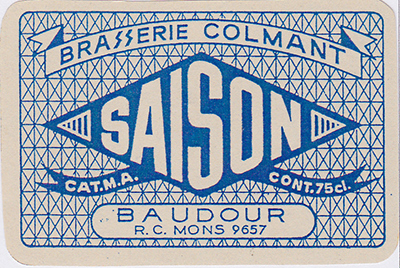 BRASSERIE COLMANT
SAISON
CAT.M.A. CONT.75cl.
BAUDOUR
R.C. MONS 9657